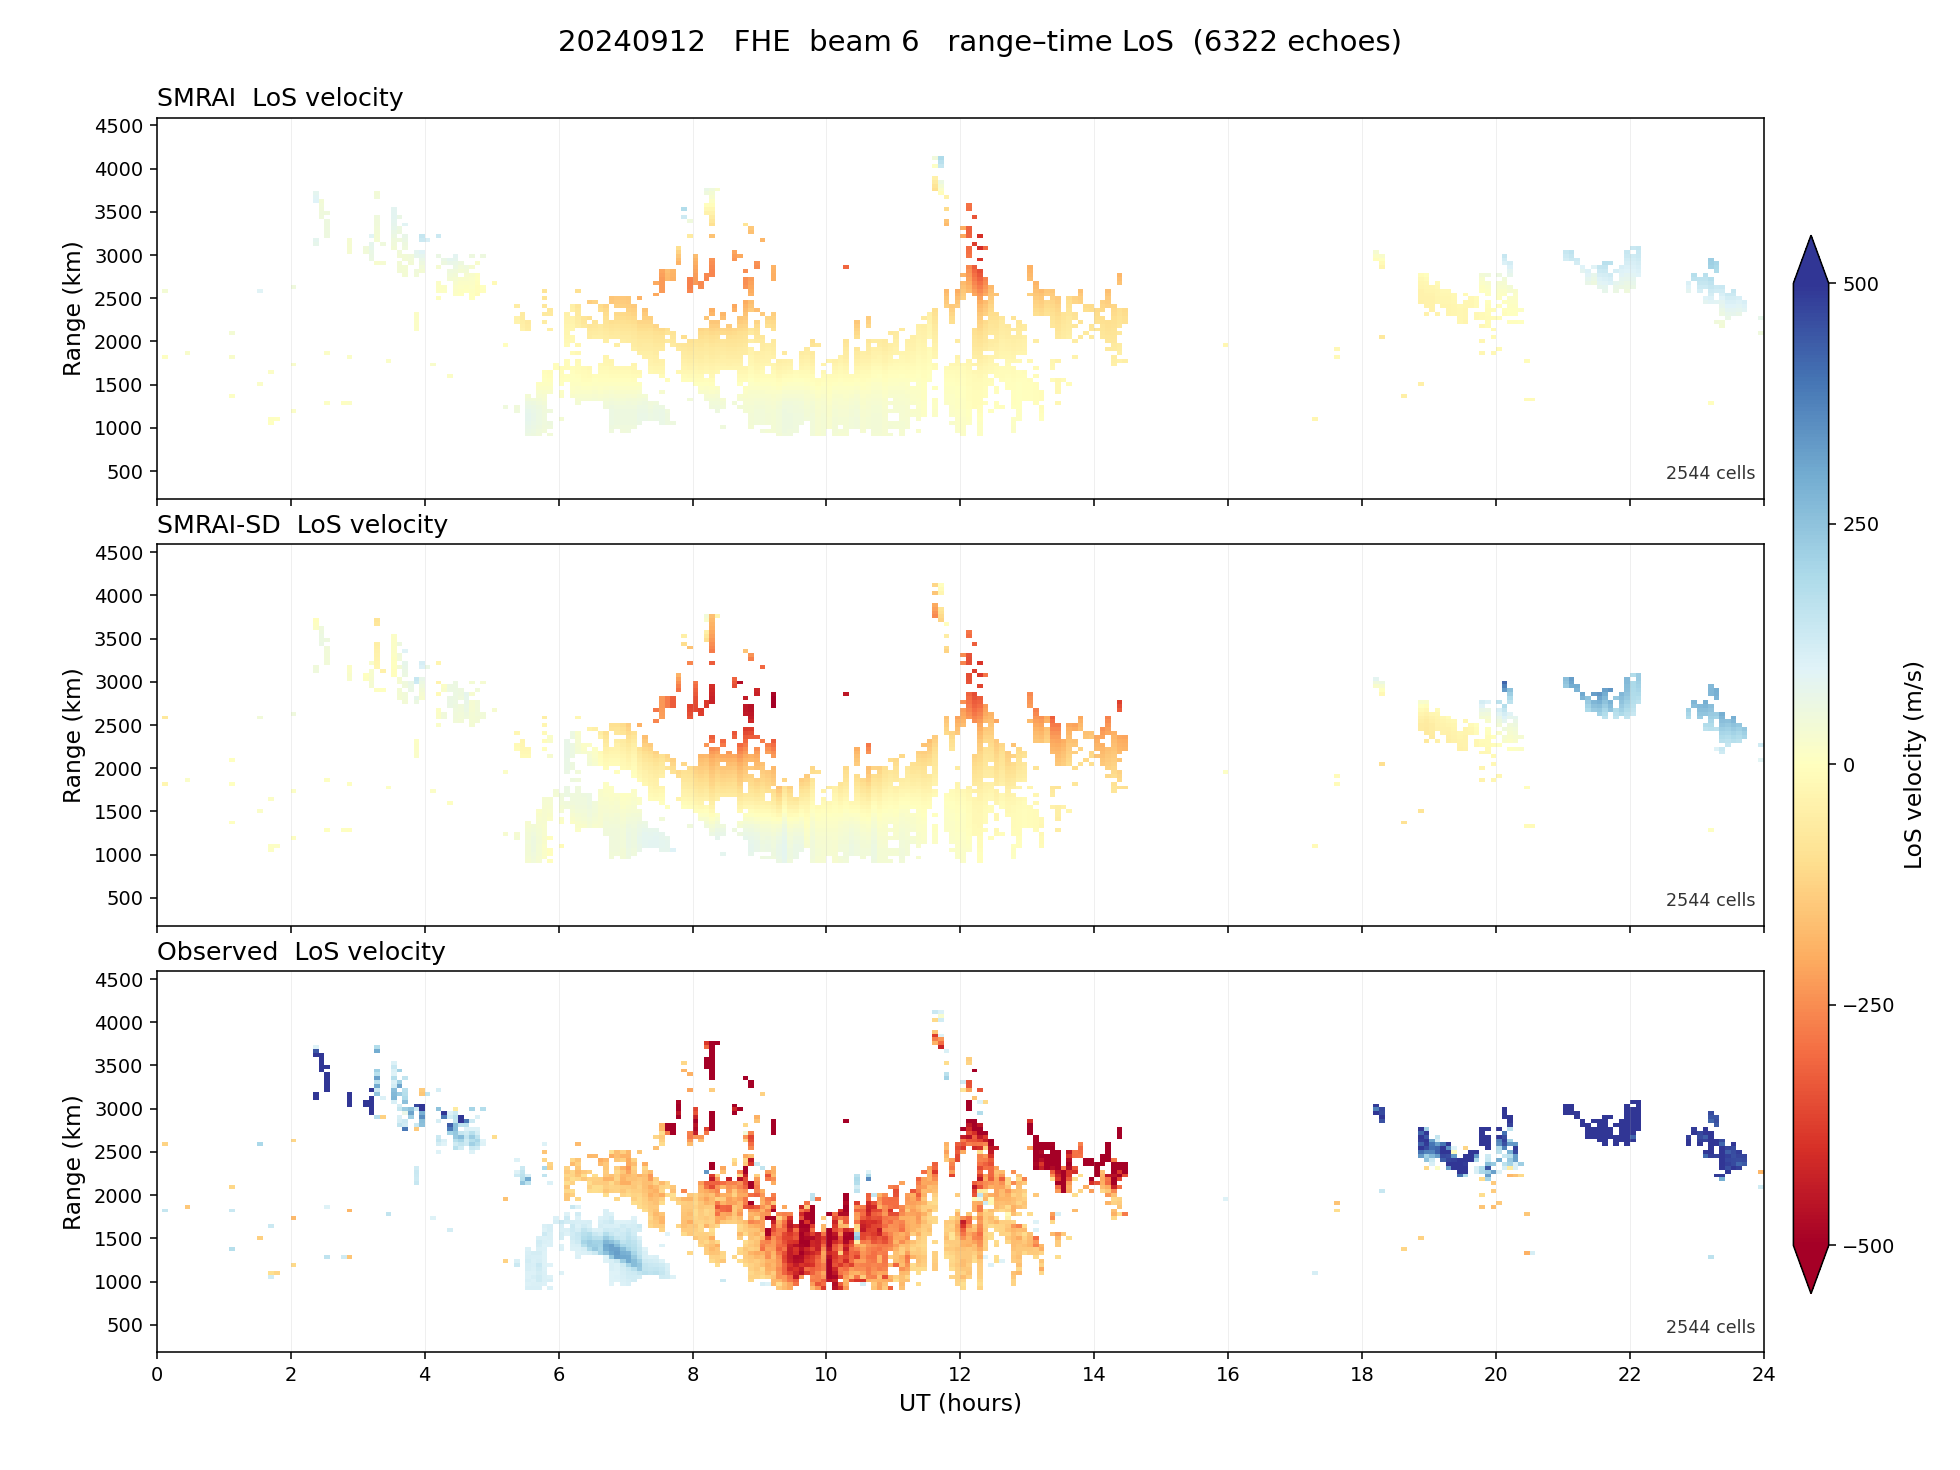 20240912   FHE  beam 6   range–time LoS  (6322 echoes)
SMRAI  LoS velocity
4500
4000
3500
3000
2500
2000
1500
1000
500
Range (km)
2544 cells
SMRAI-SD  LoS velocity
4500
4000
3500
3000
2500
2000
1500
1000
500
Range (km)
2544 cells
Observed  LoS velocity
4500
4000
3500
3000
2500
2000
1500
1000
500
Range (km)
2544 cells
0 2 4 6 8 10 12 14 16 18 20 22 24
UT (hours)
500
250
0
−250
−500
LoS velocity (m/s)